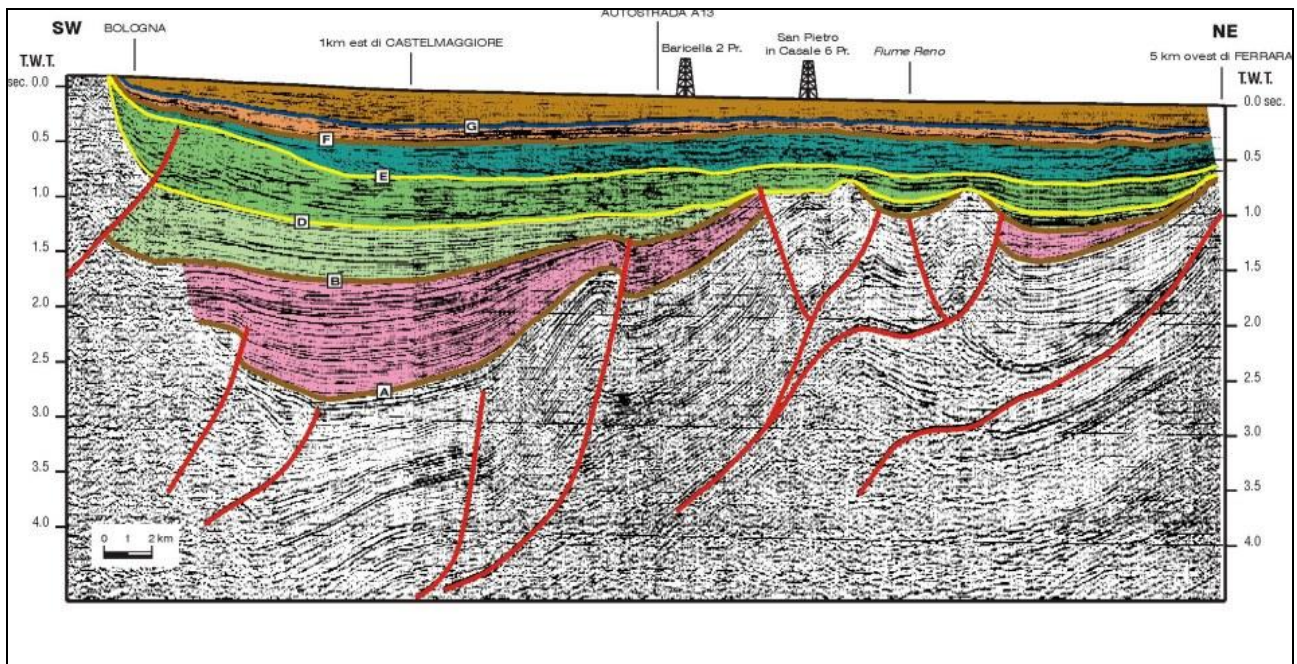 AUTOSTRADA A13
SW
BOLOGNA
1km est di CASTELMAGGIORE
Baricella 2 Pr.
San Pietro
in Casale 6 Pr.
Fiume Reno
NE
5 km ovest di FERRARA
T.W.T.
sec. 0.0
T.W.T.
0.0 sec.
G
F
0.5
0.5
E
1.0
1.0
D
1.5
1.5
B
2.0
2.0
2.5
2.5
A
3.0
3.0
3.5
3.5
4.0
4.0
0 1 2 km